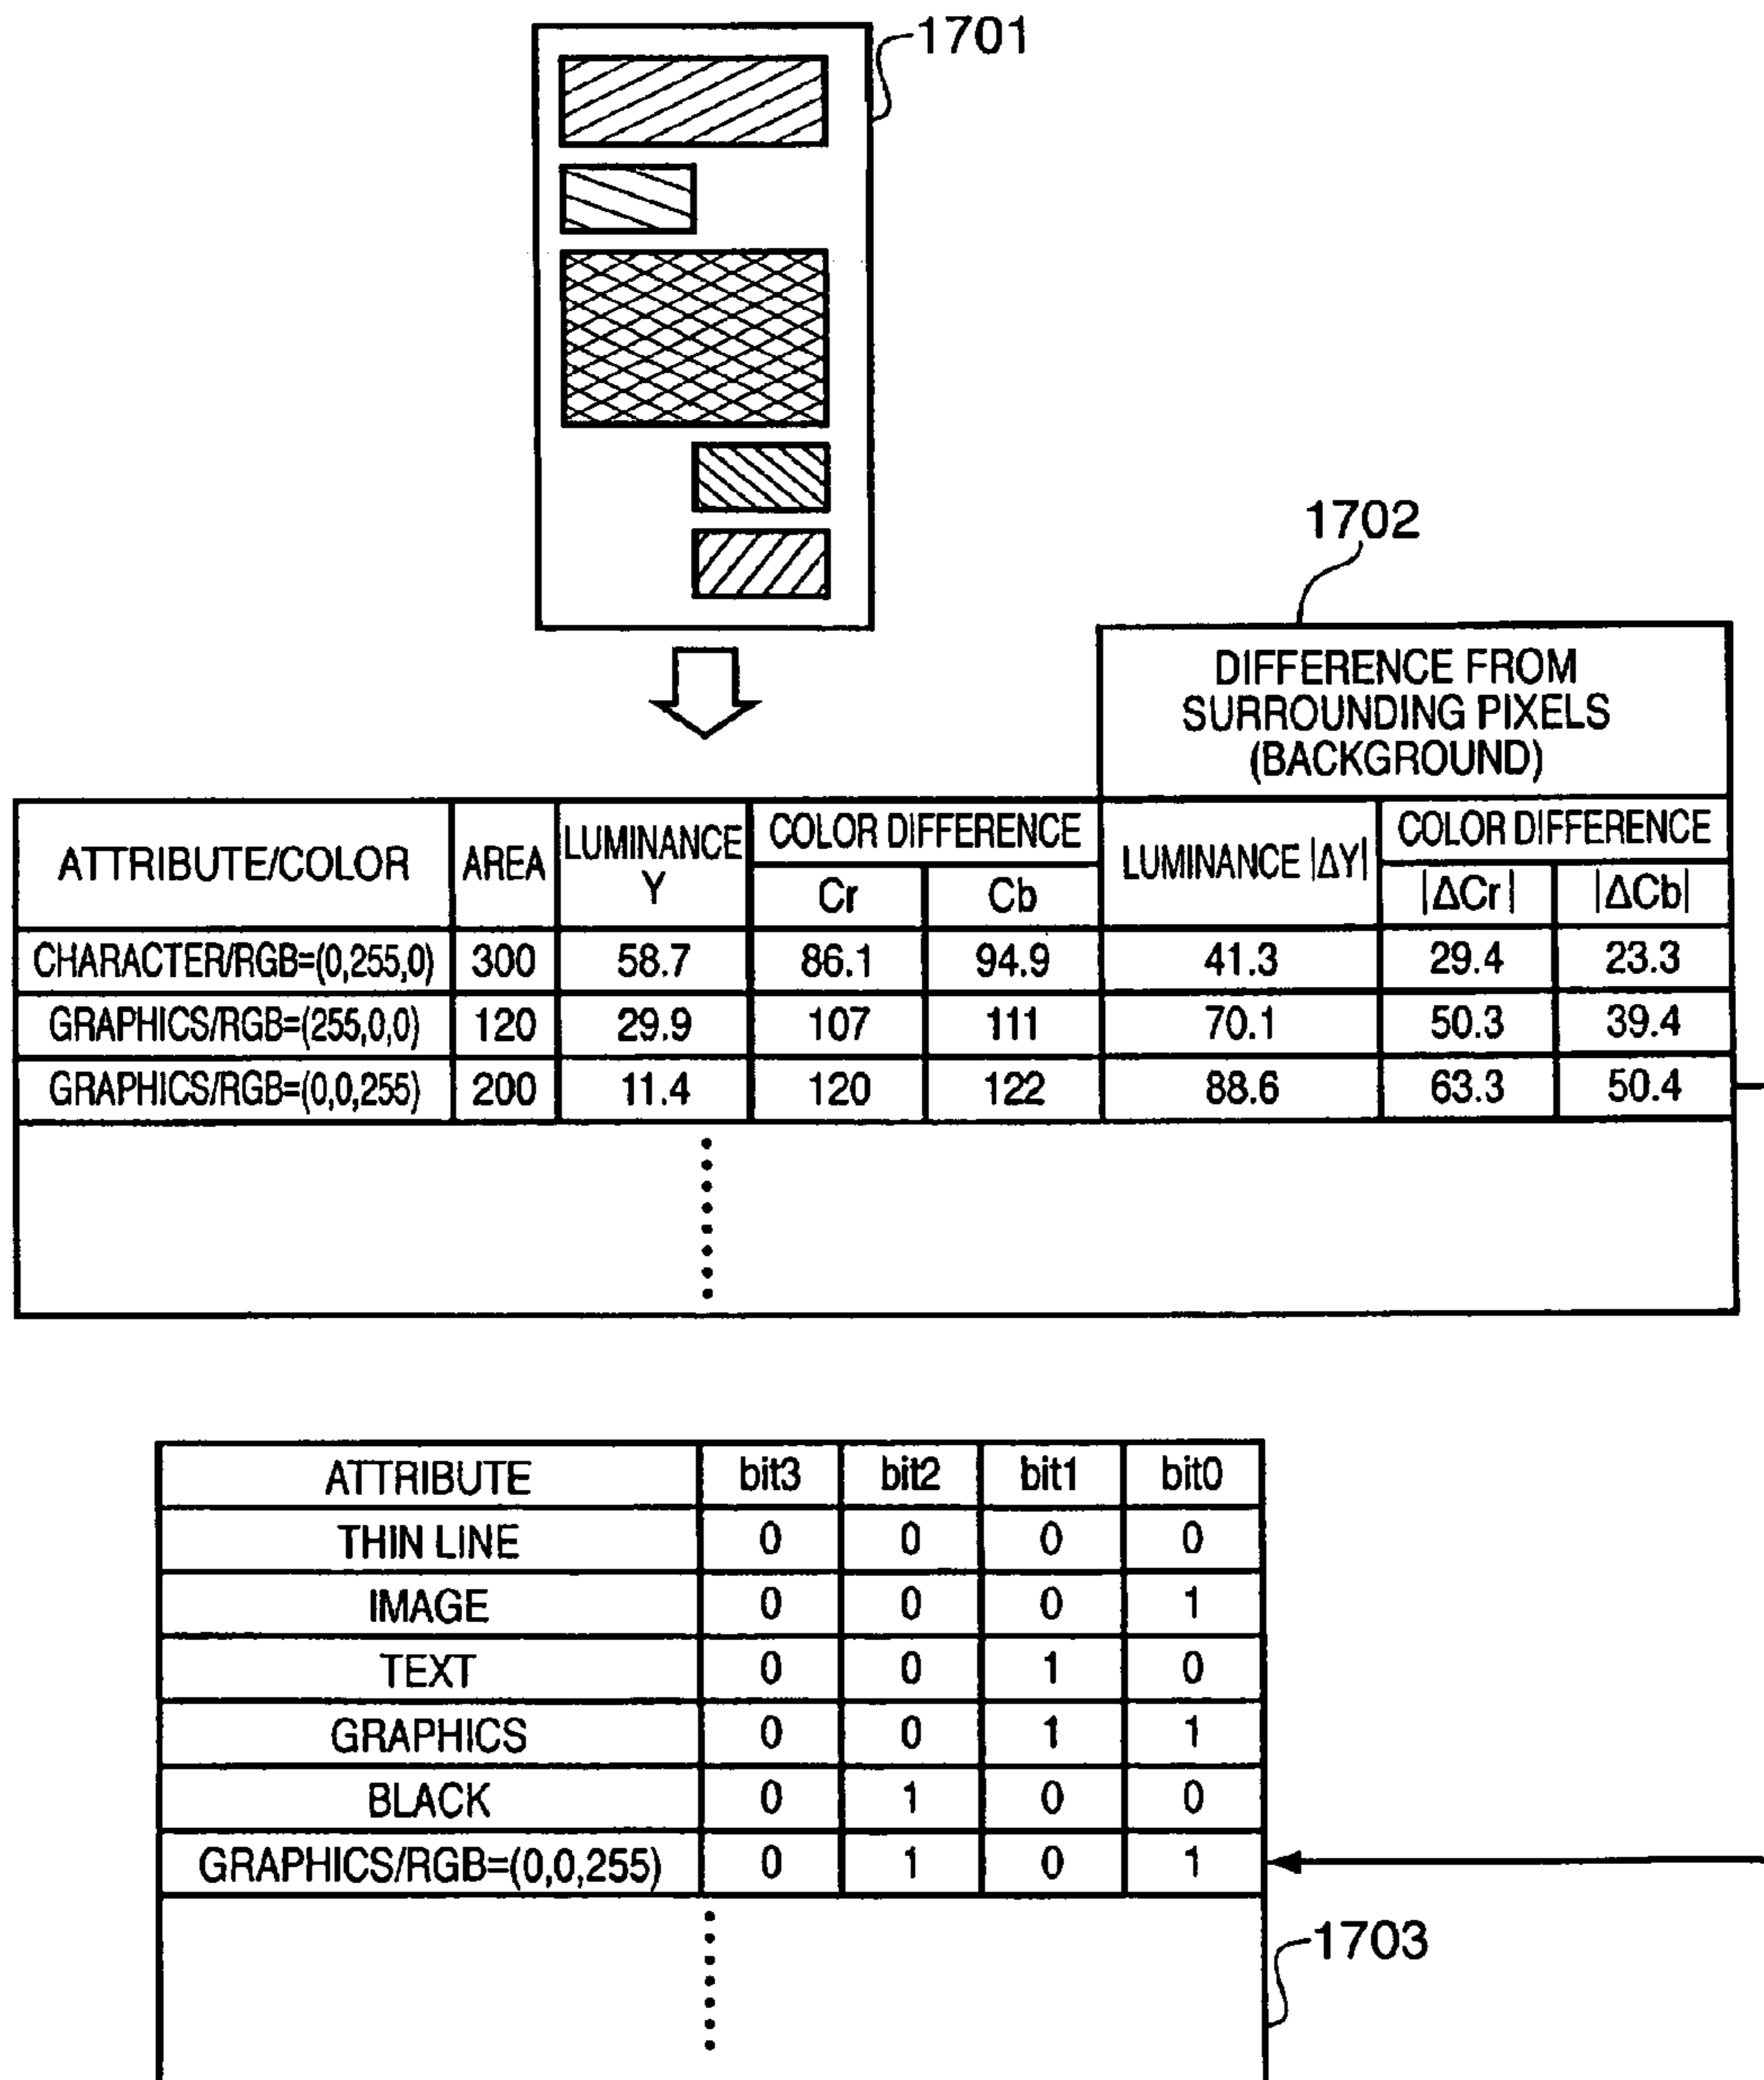 1701
1702
DIFFERENCE FROM
SURROUNDING PIXELS
(BACKGROUND)
ATTRIBUTE/COLOR AREA LUMINANCE Y COLOR DIFFERENCE LUMINANCE |ΔY| COLOR DIFFERENCE
Cr Cb |ΔCr| |ΔCb|
CHARACTER/RGB=(0,255,0) 300 58.7 86.1 94.9 41.3 29.4 23.3
GRAPHICS/RGB=(255,0,0) 120 29.9 107 111 70.1 50.3 39.4
GRAPHICS/RGB=(0,0,255) 200 11.4 120 122 88.6 63.3 50.4
ATTRIBUTE bit3 bit2 bit1 bit0
THIN LINE 0 0 0 0
IMAGE 0 0 0 1
TEXT 0 0 1 0
GRAPHICS 0 0 1 1
BLACK 0 1 0 0
GRAPHICS/RGB=(0,0,255) 0 1 0 1
1703